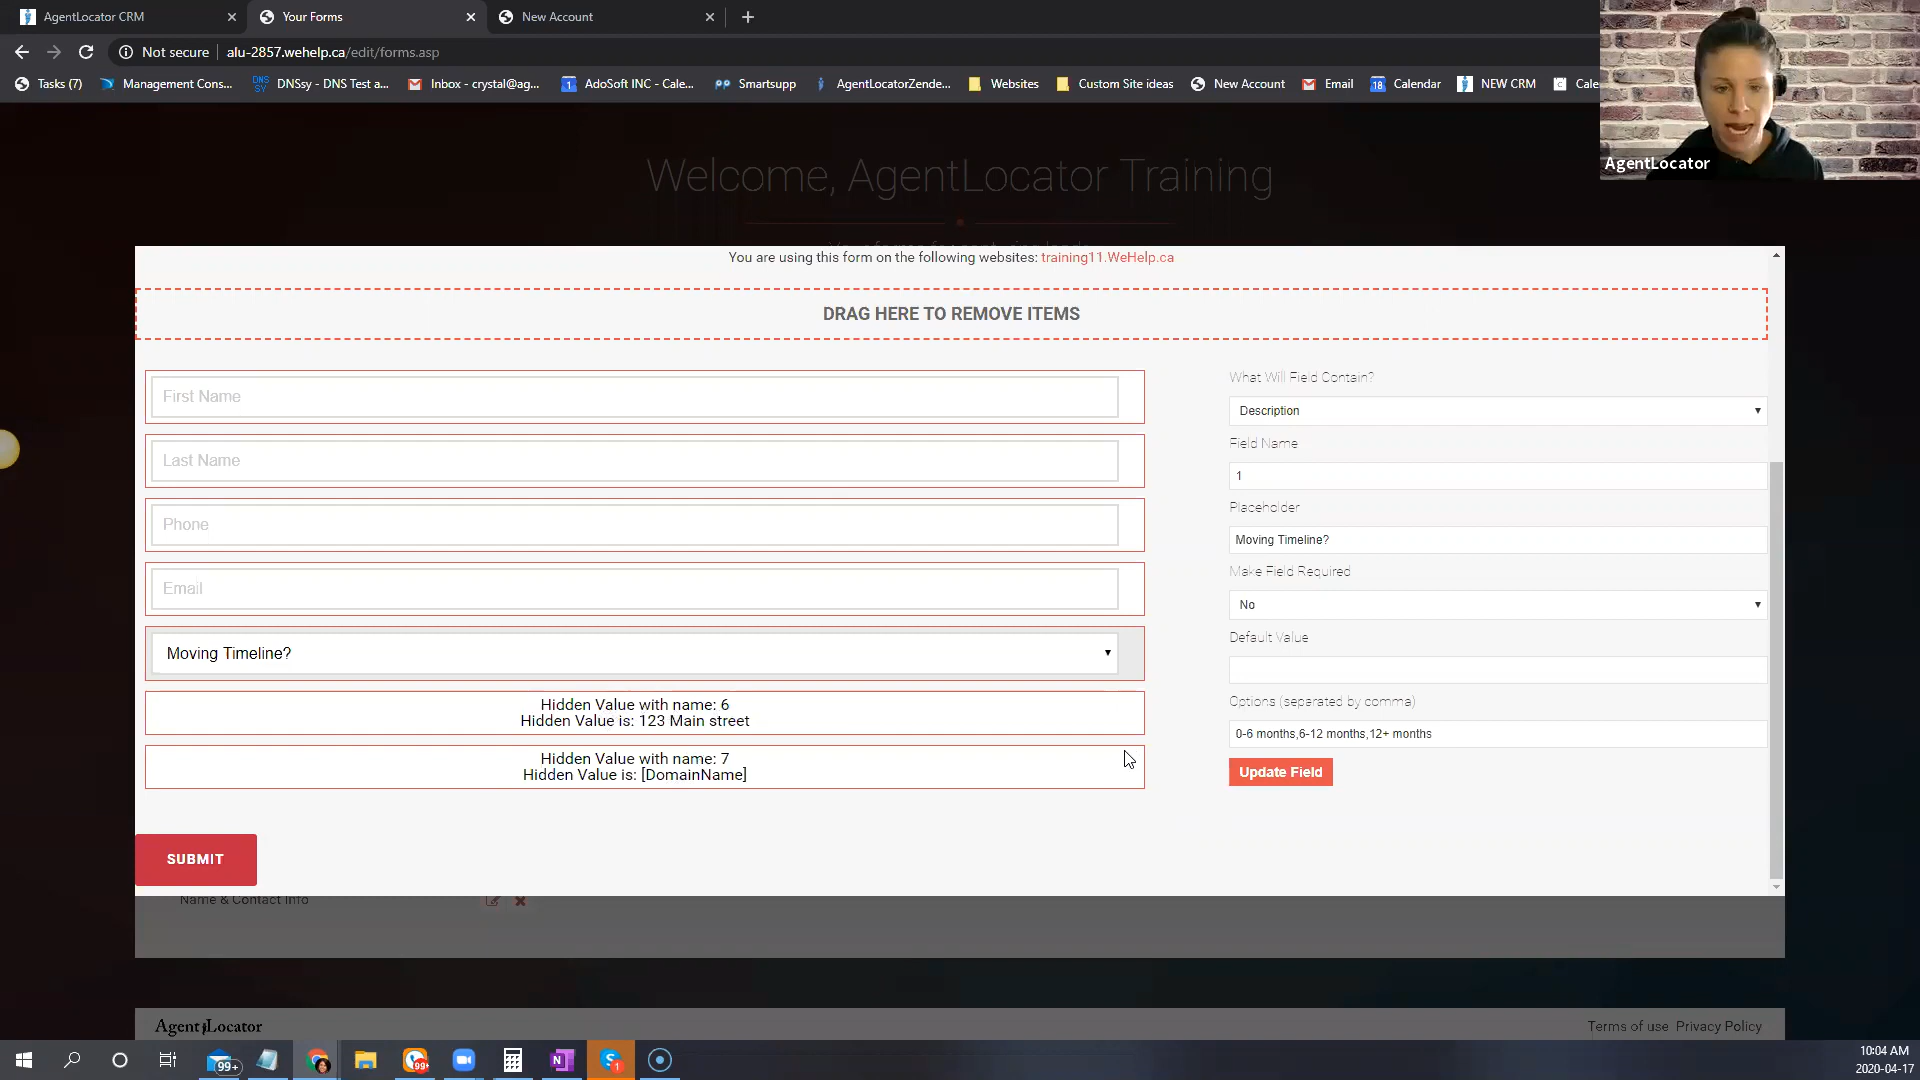 AgentLocator CRM
Your Forms
New Account
Not secure
alu-2857.wehelp.ca/edit/forms.asp
Tasks (7)
Management Cons...
DNS
SY
DNSsy - DNS Test a...
Inbox - crystal@ag...
1
AdoSoft INC - Cale...
Smartsupp
AgentLocatorZende...
Websites
Custom Site ideas
New Account
Email
18
Calendar
NEW CRM
Cale
AgentLocator
Welcome, AgentLocator Training
You are using this form on the following websites: training11.WeHelp.ca
DRAG HERE TO REMOVE ITEMS
First Name
Last Name
Phone
Email
Moving Timeline?
Hidden Value with name: 6
Hidden Value is: 123 Main street
Hidden Value with name: 7
Hidden Value is: [DomainName]
What Will Field Contain?
Description
Field Name
1
Placeholder
Moving Timeline?
Make Field Required
No
Default Value
Options (separated by comma)
0-6 months,6-12 months,12+ months
Update Field
SUBMIT
Name & Contact Info
AgentLocator
Terms of use Privacy Policy
99+
99+
N
S
1
10:04 AM
2020-04-17